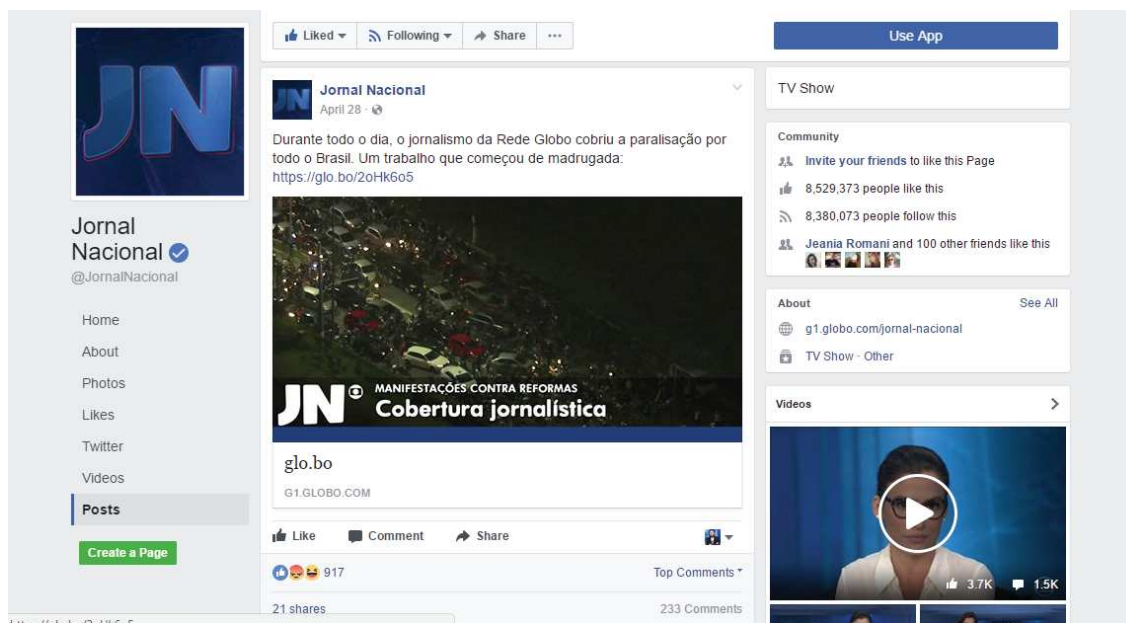 JN
Jornal
Nacional
@JornalNacional
Home
About
Photos
Likes
Twitter
Videos
Posts
Create a Page
Liked
Following
Share
...
JN
Jornal Nacional
April 28
Durante todo o dia, o jornalismo da Rede Globo cobriu a paralisação por
todo o Brasil. Um trabalho que começou de madrugada:
https://glo.bo/2oHk6o5
JN
MANIFESTAÇÕES CONTRA REFORMAS
Cobertura jornalística
glo.bo
G1.GLOBO.COM
Like Comment Share
917 Top Comments
21 shares 233 Comments
Use App
TV Show
Community
Invite your friends to like this Page
8,529,373 people like this
8,380,073 people follow this
Jeania Romani and 100 other friends like this
About See All
g1.globo.com/jornal-nacional
TV Show · Other
Videos
3.7K 1.5K